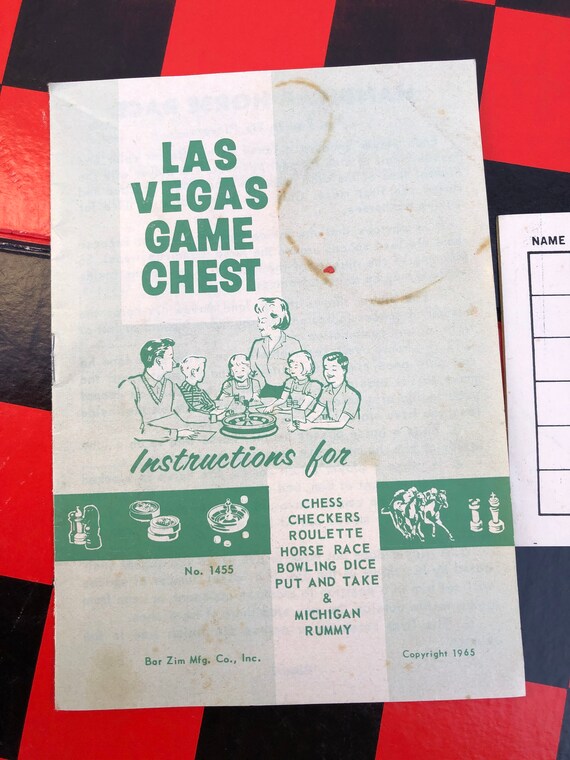 LAS
VEGAS
GAME
CHEST
Instructions for
CHESS
CHECKERS
ROULETTE
HORSE RACE
BOWLING DICE
PUT AND TAKE
&
MICHIGAN
RUMMY
No. 1455
Bar Zim Mfg. Co., Inc.
Copyright 1965
NAME